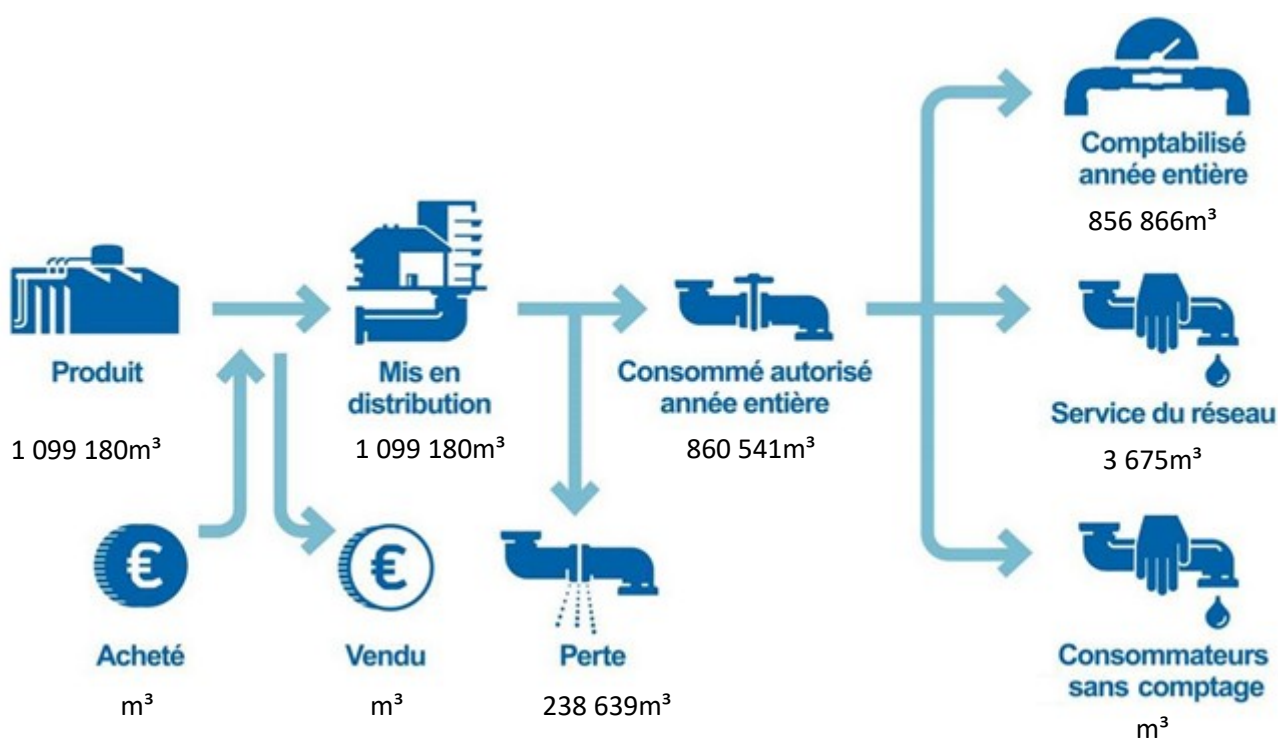 Comptabilisé
année entière
856 866m³
Produit
1 099 180m³
Mis en
distribution
1 099 180m³
Consommé autorisé
année entière
860 541m³
Service du réseau
3 675m³
€
Acheté
m³
€
Vendu
m³
Perte
238 639m³
Consommateurs
sans comptage
m³